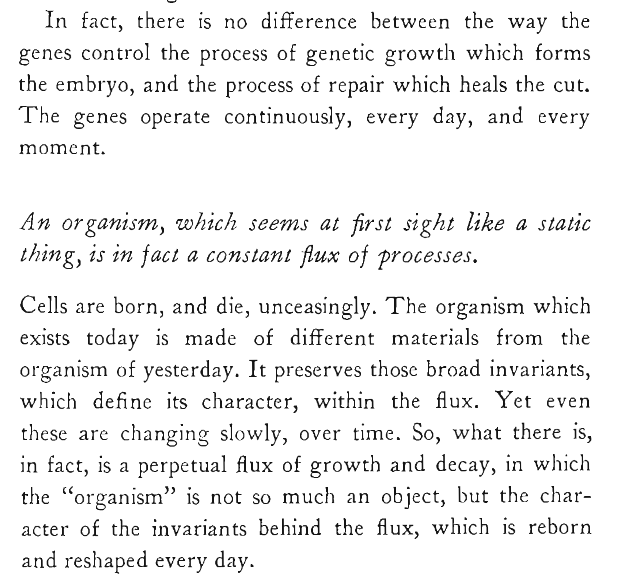 In fact, there is no difference between the way the
genes control the process of genetic growth which forms
the embryo, and the process of repair which heals the cut.
The genes operate continuously, every day, and every
moment.
An organism, which seems at first sight like a static
thing, is in fact a constant flux of processes.
Cells are born, and die, unceasingly. The organism which
exists today is made of different materials from the
organism of yesterday. It preserves those broad invariants,
which define its character, within the flux. Yet even
these are changing slowly, over time. So, what there is,
in fact, is a perpetual flux of growth and decay, in which
the “organism” is not so much an object, but the char-
acter of the invariants behind the flux, which is reborn
and reshaped every day.